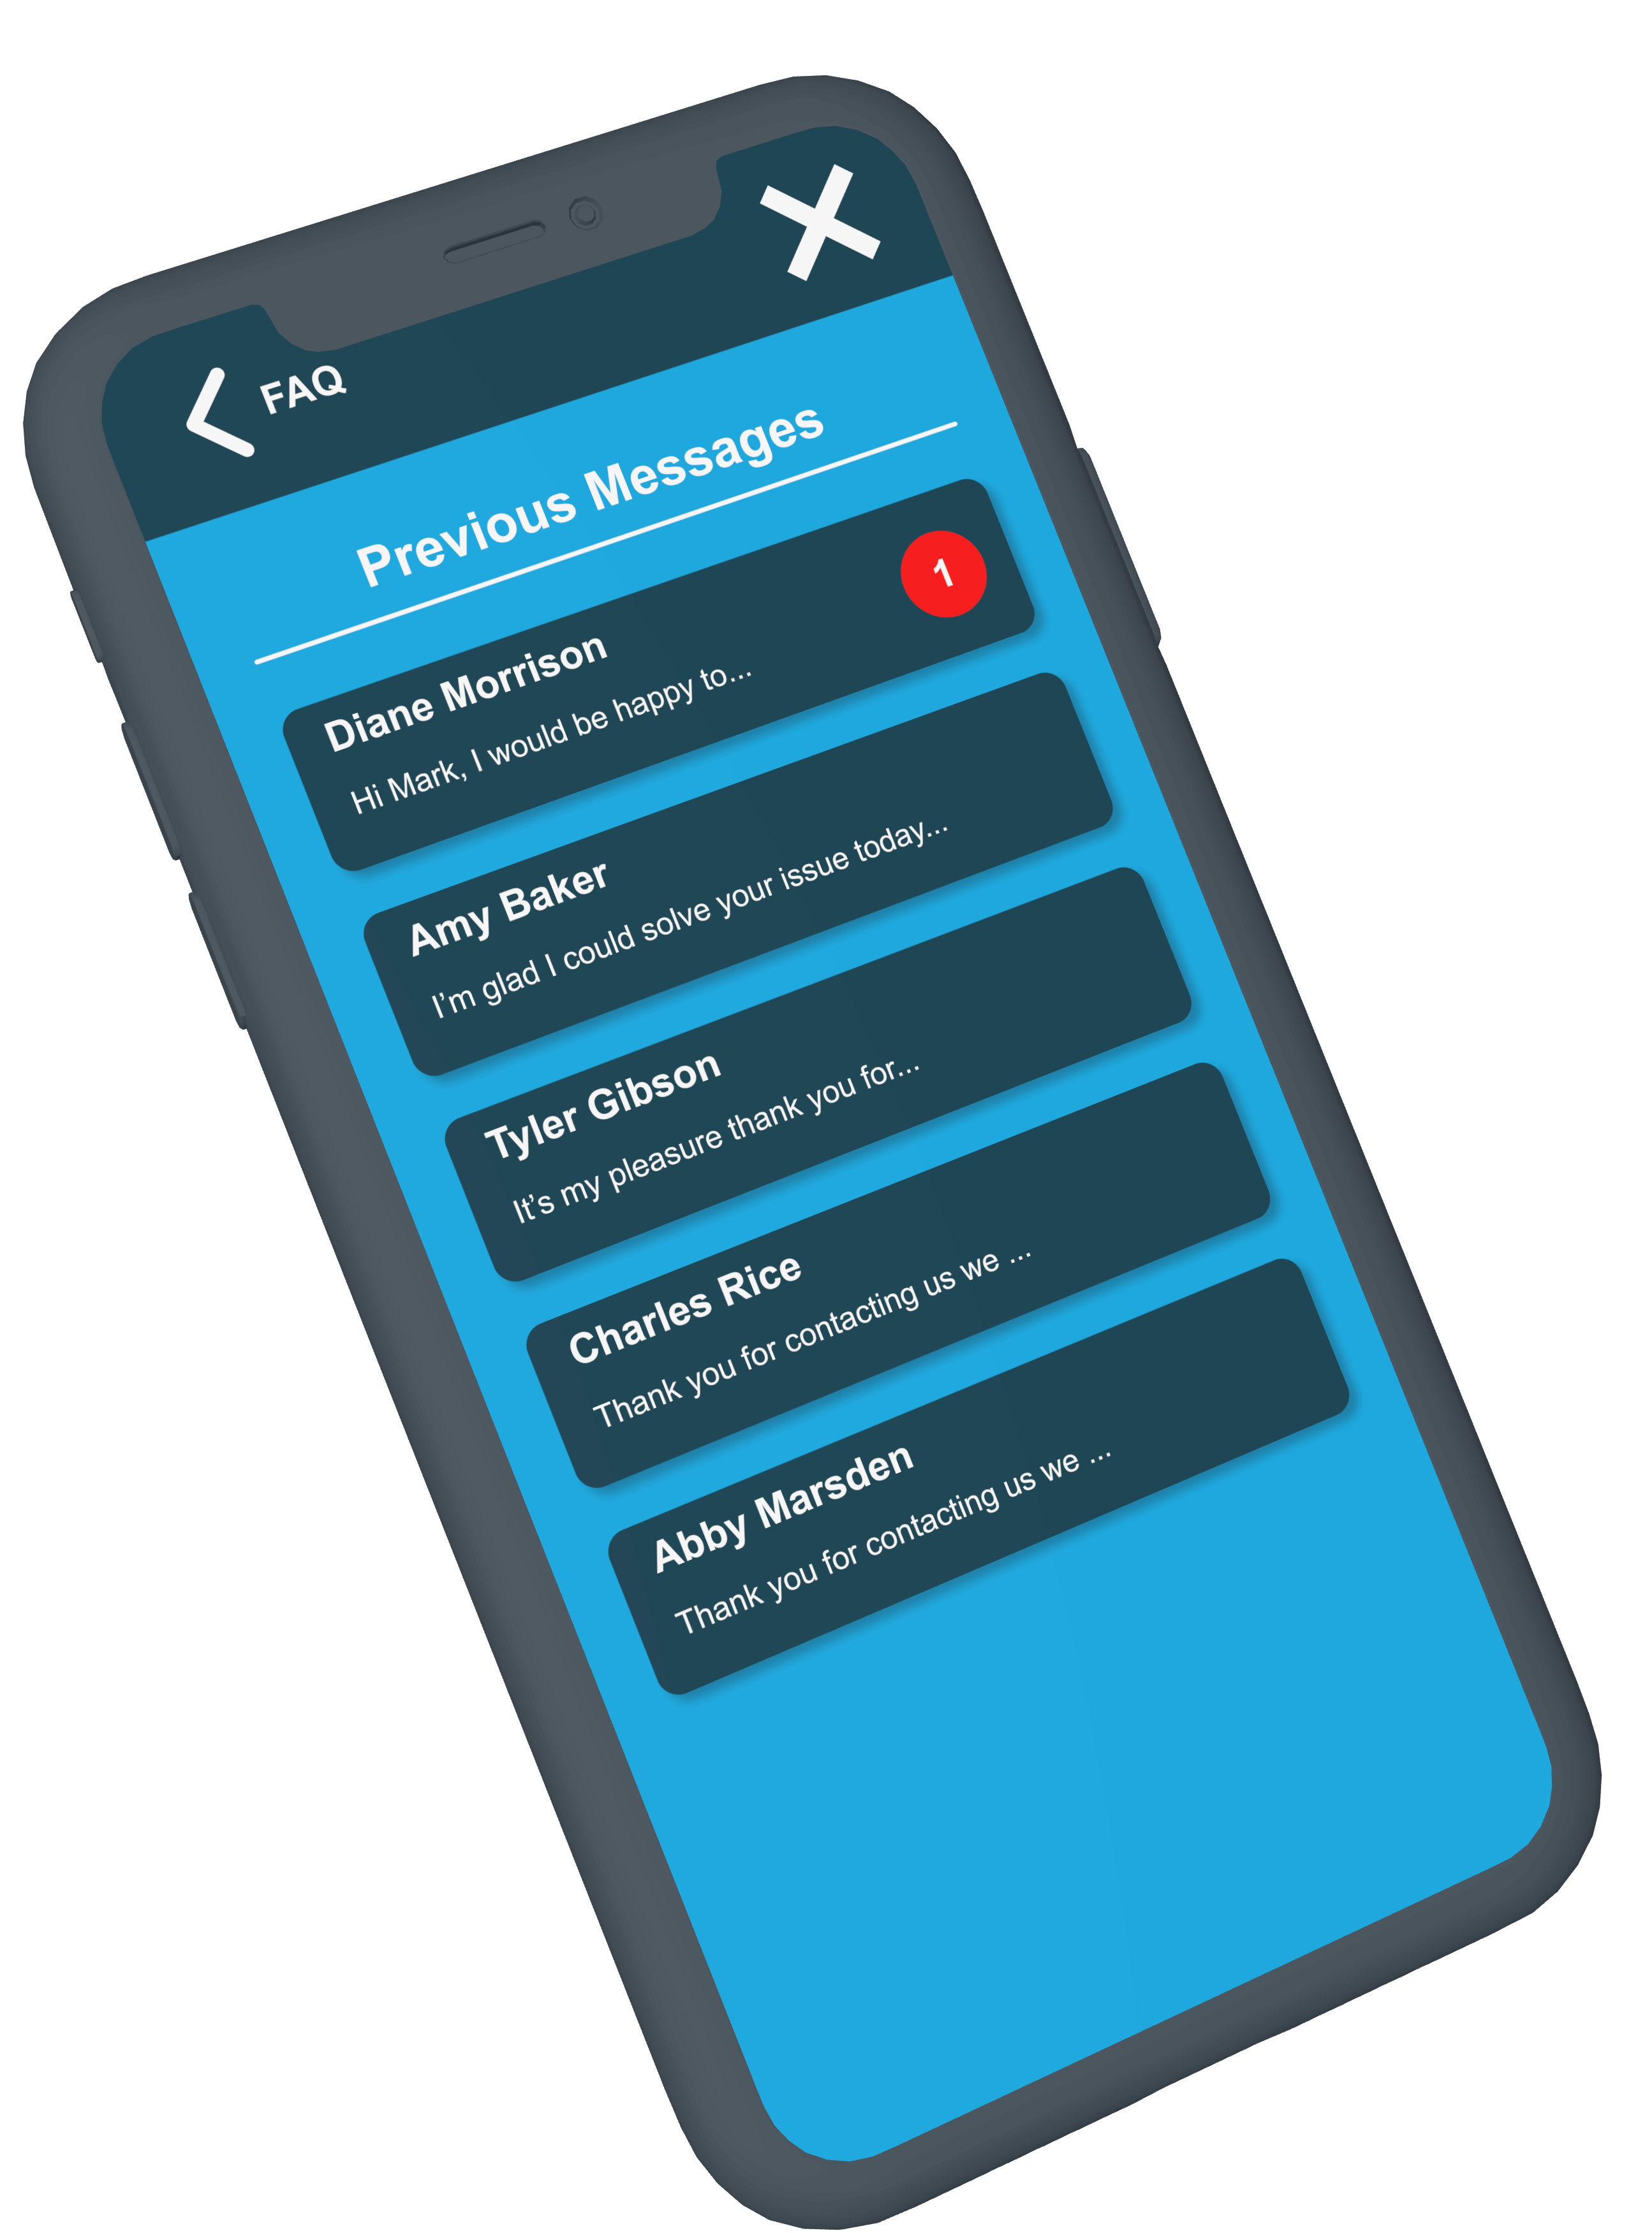 FAQ
Previous Messages
Diane Morrison
1
Hi Mark, I would be happy to...
Amy Baker
I’m glad I could solve your issue today...
Tyler Gibson
It’s my pleasure thank you for...
Charles Rice
Thank you for contacting us we ...
Abby Marsden
Thank you for contacting us we ...